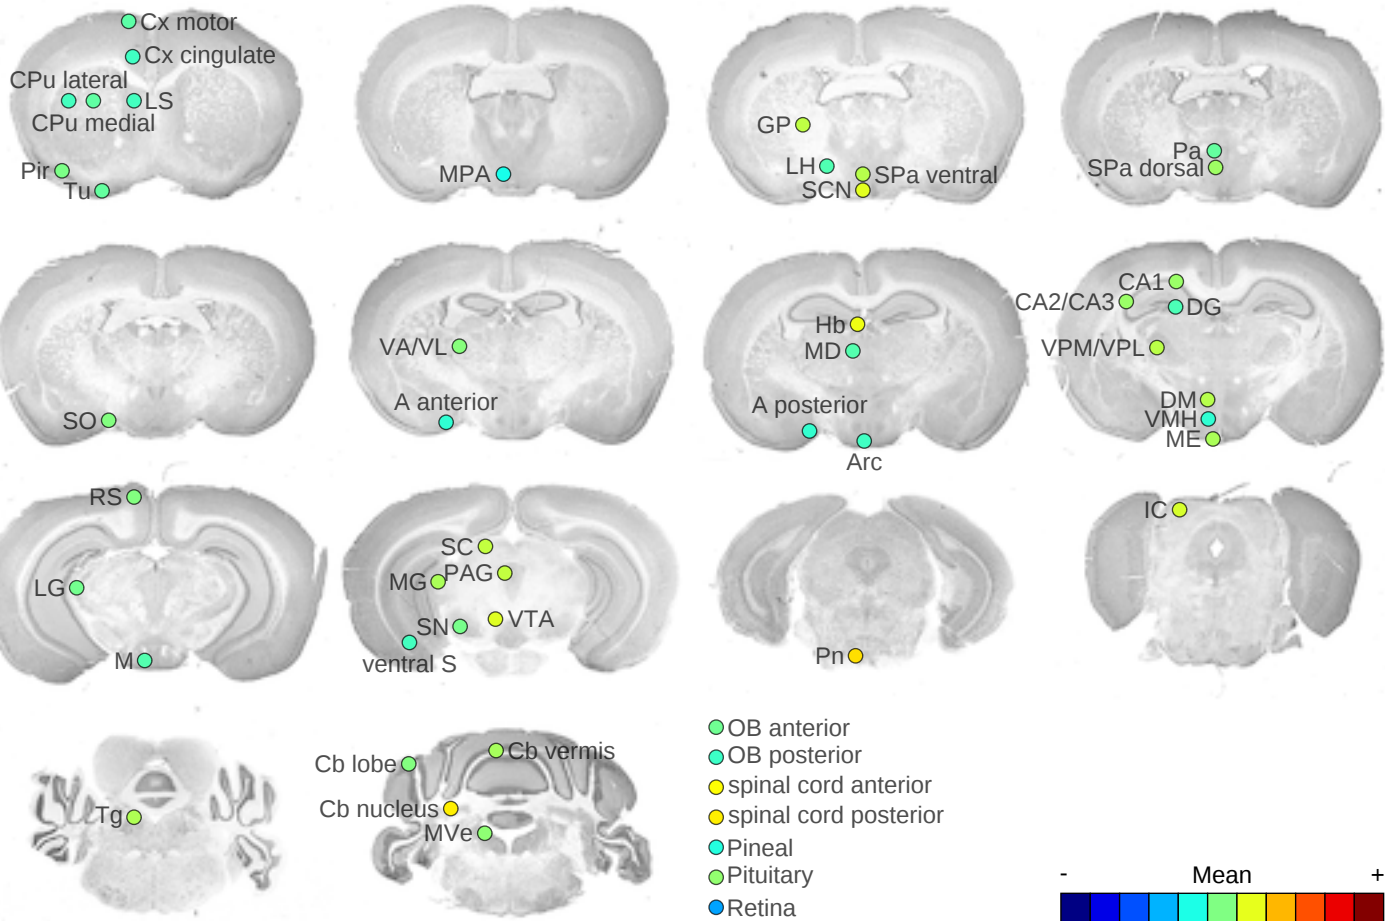 Cx motor
Cx cingulate
CPu lateral
LS
CPu medial
Pir
Tu
MPA
GP
LH
SPa ventral
SCN
Pa
SPa dorsal
SO
VA/VL
A anterior
Hb
MD
A posterior
Arc
CA1
CA2/CA3
DG
VPM/VPL
DM
VMH
ME
RS
LG
M
SC
PAG
MG
VTA
SN
ventral S
Pn
IC
Tg
Cb vermis
Cb lobe
Cb nucleus
MVe
OB anterior
OB posterior
spinal cord anterior
spinal cord posterior
Pineal
Pituitary
Retina
- Mean +